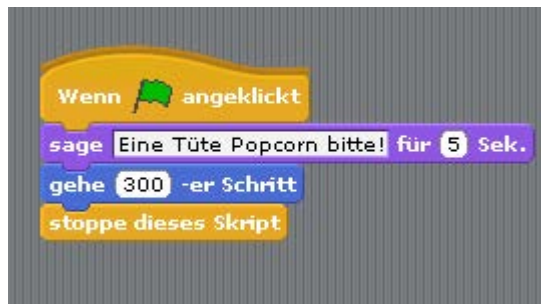 Wenn angeklickt
sage Eine Tüte Popcorn bitte! für 5 Sek.
gehe 300 -er Schritt
stoppe dieses Skript